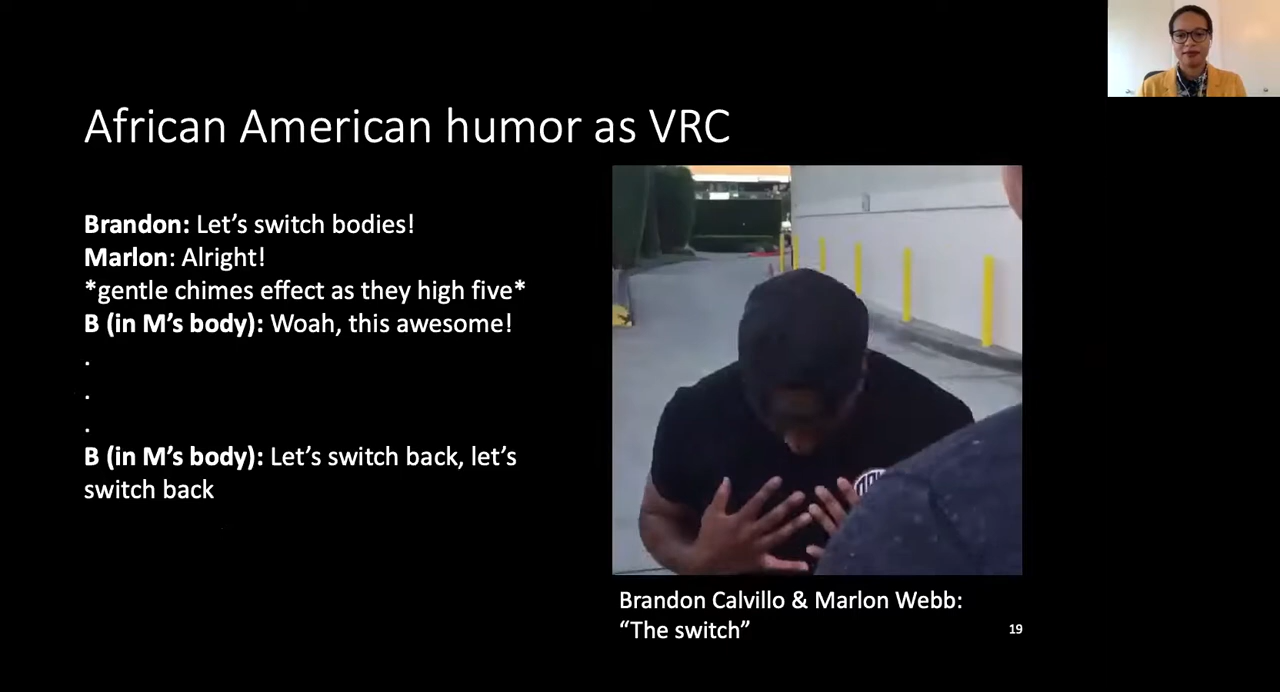 African American humor as VRC
Brandon: Let’s switch bodies!
Marlon: Alright!
*gentle chimes effect as they high five*
B (in M’s body): Woah, this awesome!
.
.
.
B (in M’s body): Let’s switch back, let’s
switch back
Brandon Calvillo & Marlon Webb:
“The switch”
19